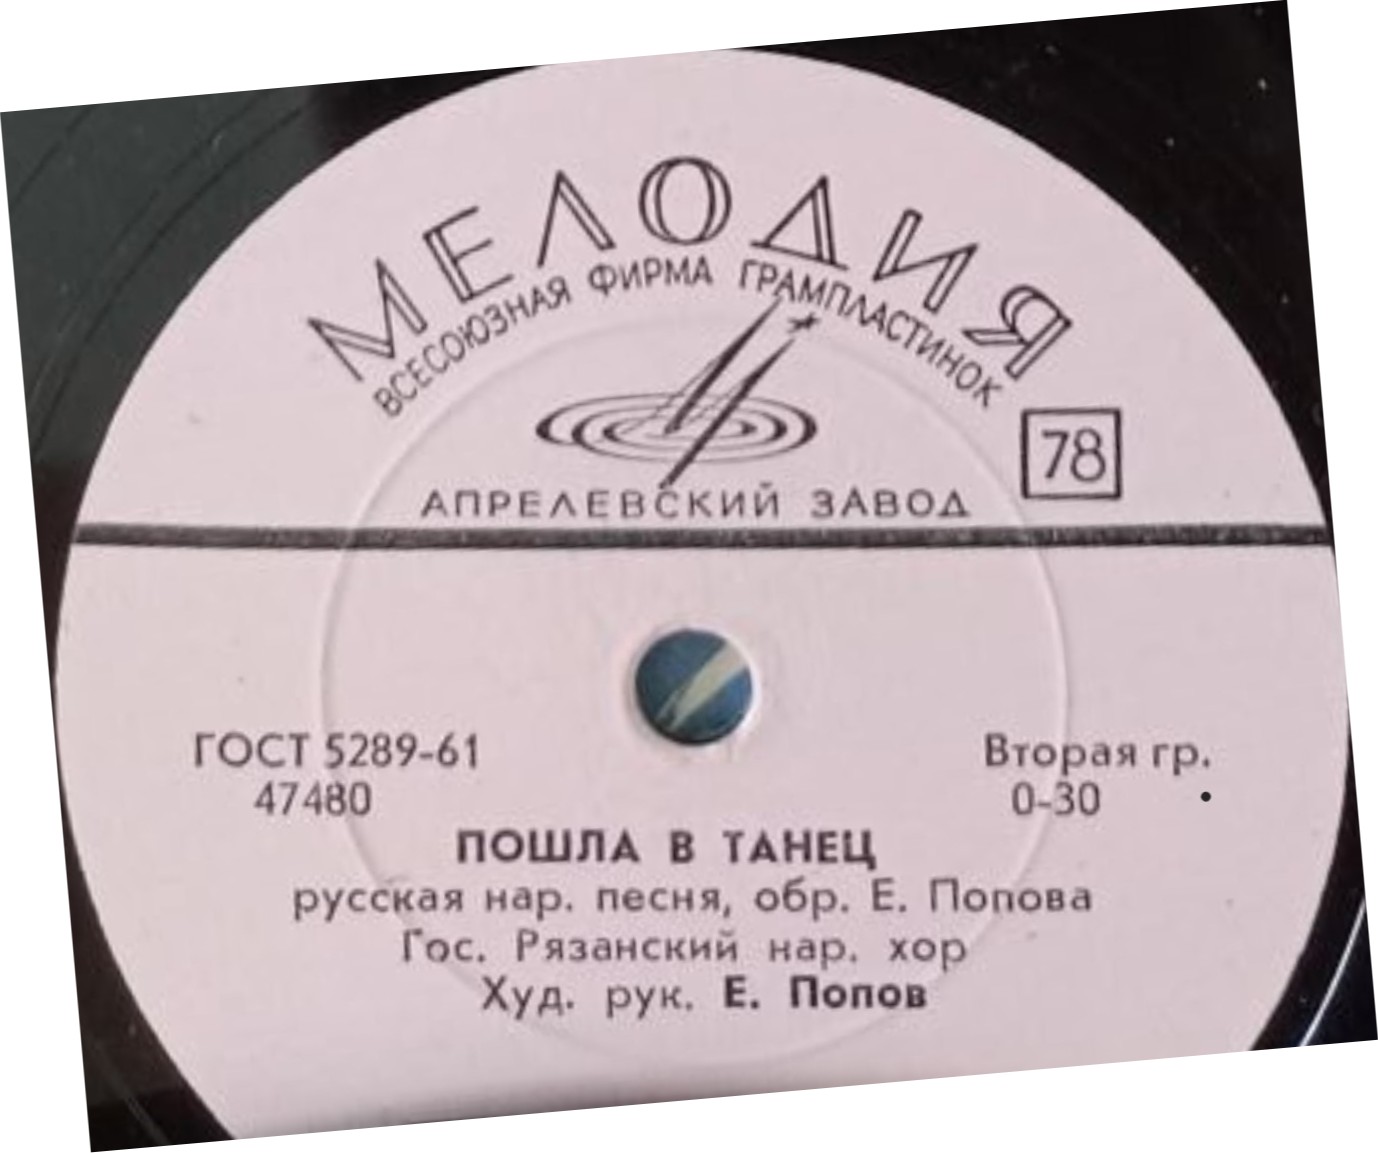 МЕЛОДИЯ
ВСЕСОЮЗНАЯ ФИРМА ГРАМПЛАСТИНОК
78
АПРЕЛЕВСКИЙ ЗАВОД
ГОСТ 5289-61 Вторая гр.
47480 0-30
ПОШЛА В ТАНЕЦ
русская нар. песня, обр. Е. Попова
Гос. Рязанский нар. хор
Худ. рук. Е. Попов